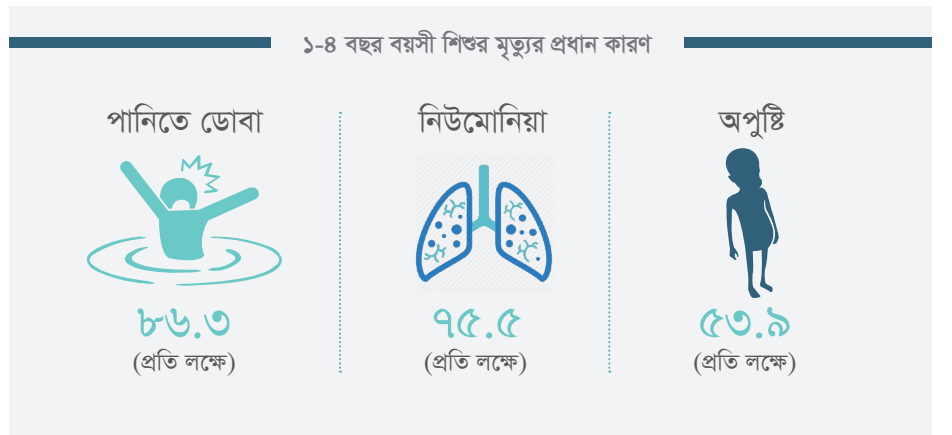 ১-৪ বছর বয়সী শিশুর মৃত্যুর প্রধান কারণ
পানিতে ডোবা
৮৬.৩
(প্রতি লক্ষে)
নিউমোনিয়া
৭৫.৫
(প্রতি লক্ষে)
অপুষ্টি
৫৩.৯
(প্রতি লক্ষে)